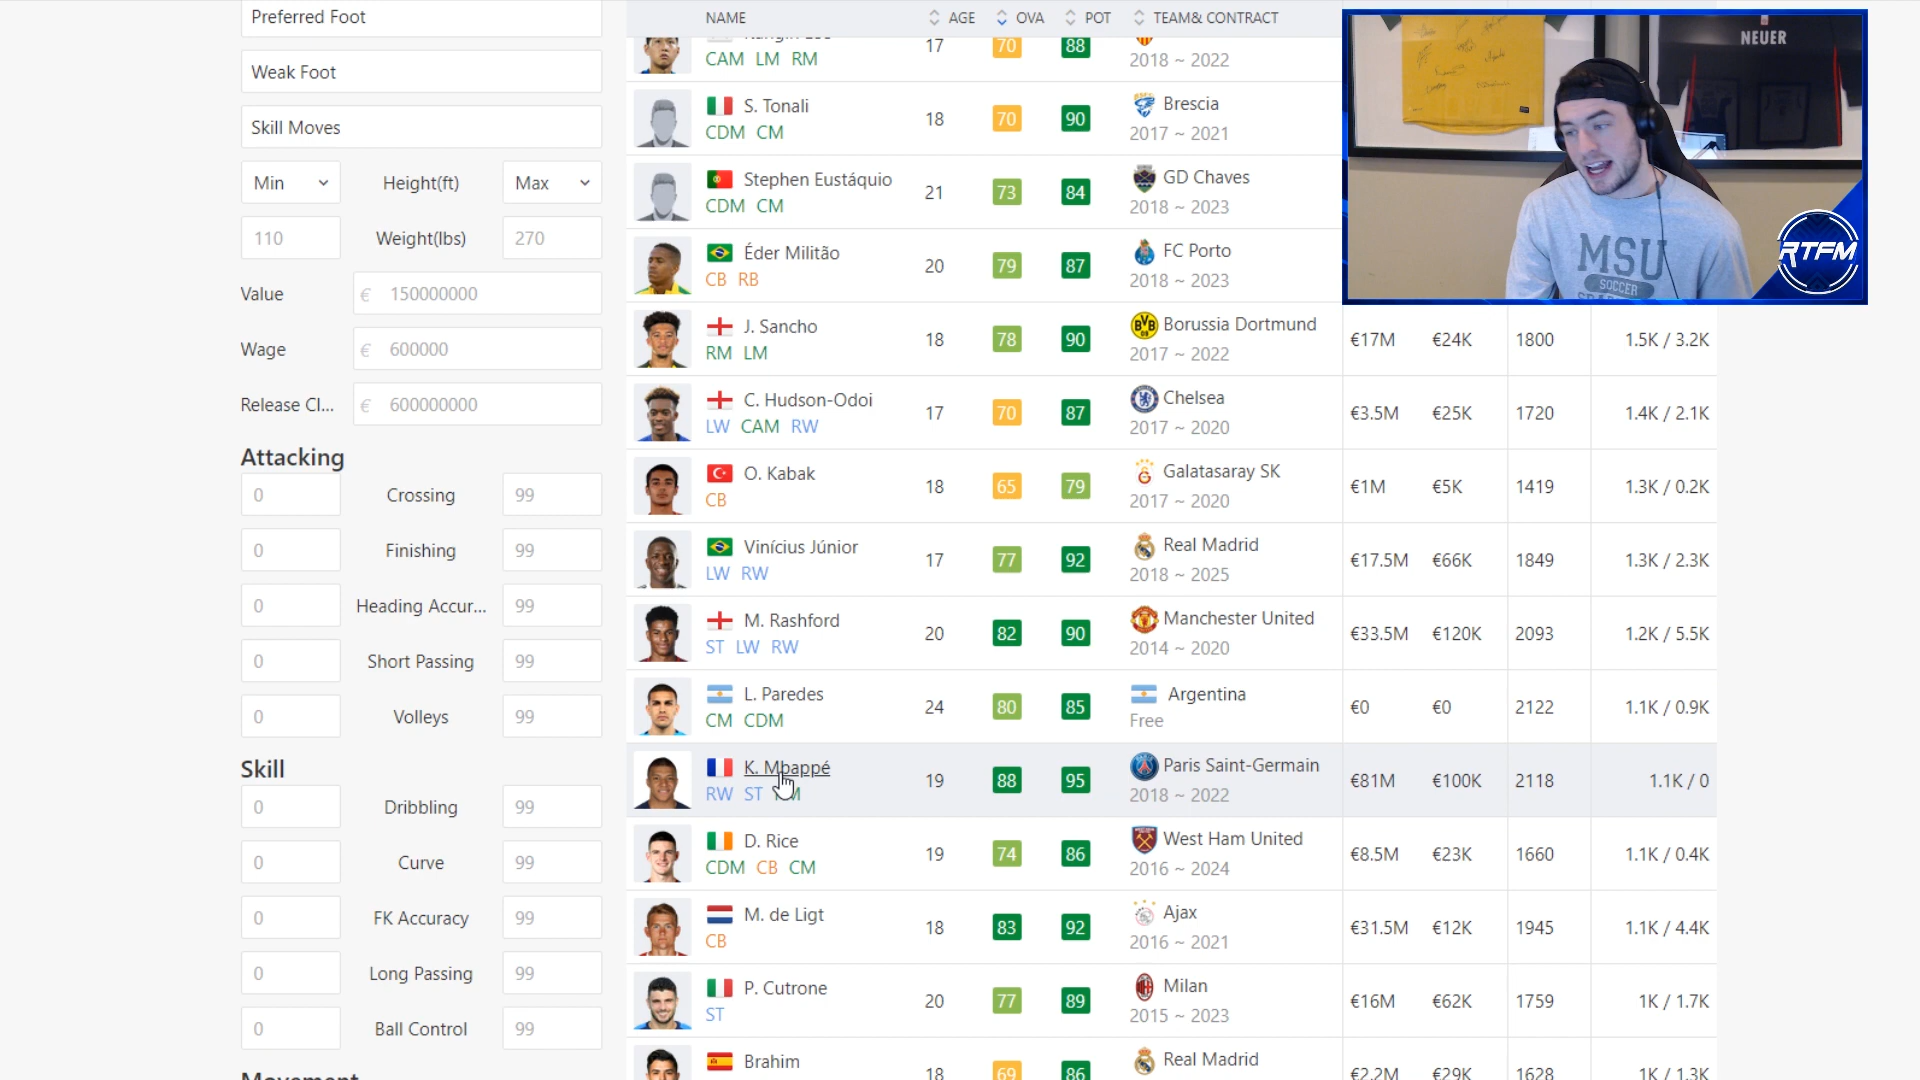 Preferred Foot
Weak Foot
Skill Moves
Min Height(ft) Max
110 Weight(lbs) 270
Value € 150000000
Wage € 600000
Release Cl... € 600000000
Attacking
0 Crossing 99
0 Finishing 99
0 Heading Accur... 99
0 Short Passing 99
0 Volleys 99
Skill
0 Dribbling 99
0 Curve 99
0 FK Accuracy 99
0 Long Passing 99
0 Ball Control 99
NAME AGE OVA POT TEAM& CONTRACT
17 70 88
CAM LM RM 2018 ~ 2022
S. Tonali 18 70 90 Brescia
CDM CM 2017 ~ 2021
Stephen Eustáquio 21 73 84 GD Chaves
CDM CM 2018 ~ 2023
Éder Militão 20 79 87 FC Porto
CB RB 2018 ~ 2023
J. Sancho 18 78 90 Borussia Dortmund €17M €24K 1800 1.5K / 3.2K
RM LM 2017 ~ 2022
C. Hudson-Odoi 17 70 87 Chelsea €3.5M €25K 1720 1.4K / 2.1K
LW CAM RW 2017 ~ 2020
O. Kabak 18 65 79 Galatasaray SK €1M €5K 1419 1.3K / 0.2K
CB 2017 ~ 2020
Vinícius Júnior 17 77 92 Real Madrid €17.5M €66K 1849 1.3K / 2.3K
LW RW 2018 ~ 2025
M. Rashford 20 82 90 Manchester United €33.5M €120K 2093 1.2K / 5.5K
ST LW RW 2014 ~ 2020
L. Paredes 24 80 85 Argentina €0 €0 2122 1.1K / 0.9K
CM CDM Free
K. Mbappé 19 88 95 Paris Saint-Germain €81M €100K 2118 1.1K / 0
RW ST 2018 ~ 2022
D. Rice 19 74 86 West Ham United €8.5M €23K 1660 1.1K / 0.4K
CDM CB CM 2016 ~ 2024
M. de Ligt 18 83 92 Ajax €31.5M €12K 1945 1.1K / 4.4K
CB 2016 ~ 2021
P. Cutrone 20 77 89 Milan €16M €62K 1759 1K / 1.7K
ST 2015 ~ 2023
Brahim 18 69 86 Real Madrid €2.2M €29K 1628 1K / 1.3K
NEUER
MSU
SOCCER
RTFM